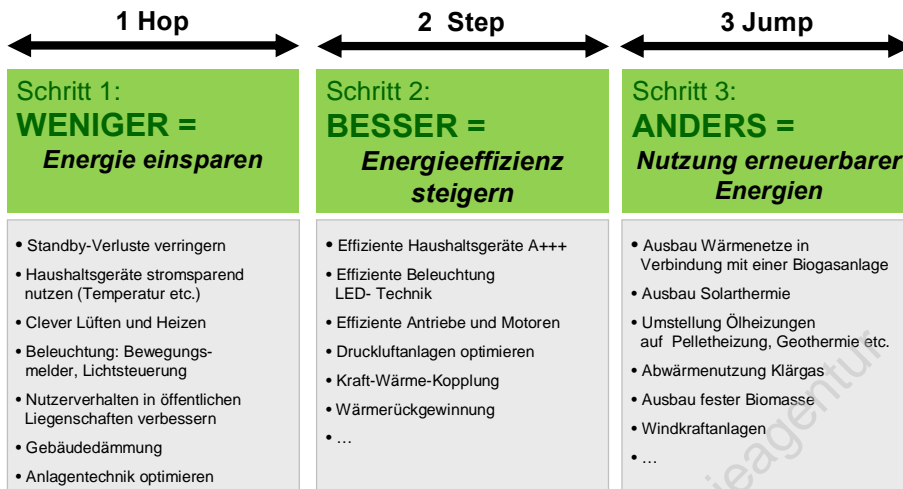 1 Hop
2 Step
3 Jump
Schritt 1:
WENIGER =
Energie einsparen
• Standby-Verluste verringern
• Haushaltsgeräte stromsparend
nutzen (Temperatur etc.)
• Clever Lüften und Heizen
• Beleuchtung: Bewegungs-
melder, Lichtsteuerung
• Nutzerverhalten in öffentlichen
Liegenschaften verbessern
• Gebäudedämmung
• Anlagentechnik optimieren
Schritt 2:
BESSER =
Energieeffizienz
steigern
• Effiziente Haushaltsgeräte A+++
• Effiziente Beleuchtung
LED- Technik
• Effiziente Antriebe und Motoren
• Druckluftanlagen optimieren
• Kraft-Wärme-Kopplung
• Wärmerückgewinnung
• …
Schritt 3:
ANDERS =
Nutzung erneuerbarer
Energien
• Ausbau Wärmenetze in
Verbindung mit einer Biogasanlage
• Ausbau Solarthermie
• Umstellung Ölheizungen
auf Pelletheizung, Geothermie etc.
• Abwärmenutzung Klärgas
• Ausbau fester Biomasse
• Windkraftanlagen
• …